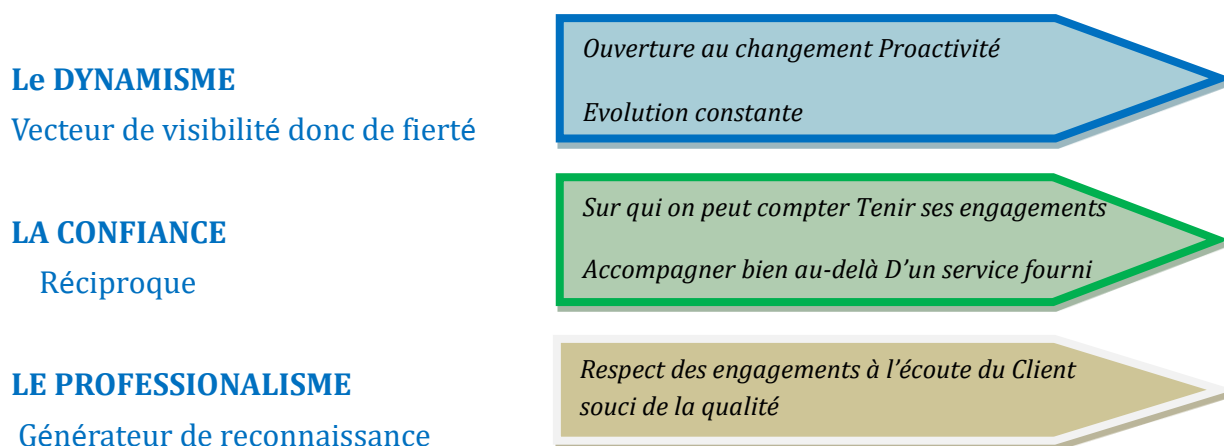 Le DYNAMISME
Vecteur de visibilité donc de fierté
Ouverture au changement Proactivité
Evolution constante
LA CONFIANCE
Réciproque
Sur qui on peut compter Tenir ses engagements
Accompagner bien au-delà D’un service fourni
LE PROFESSIONALISME
Générateur de reconnaissance
Respect des engagements à l’écoute du Client
souci de la qualité